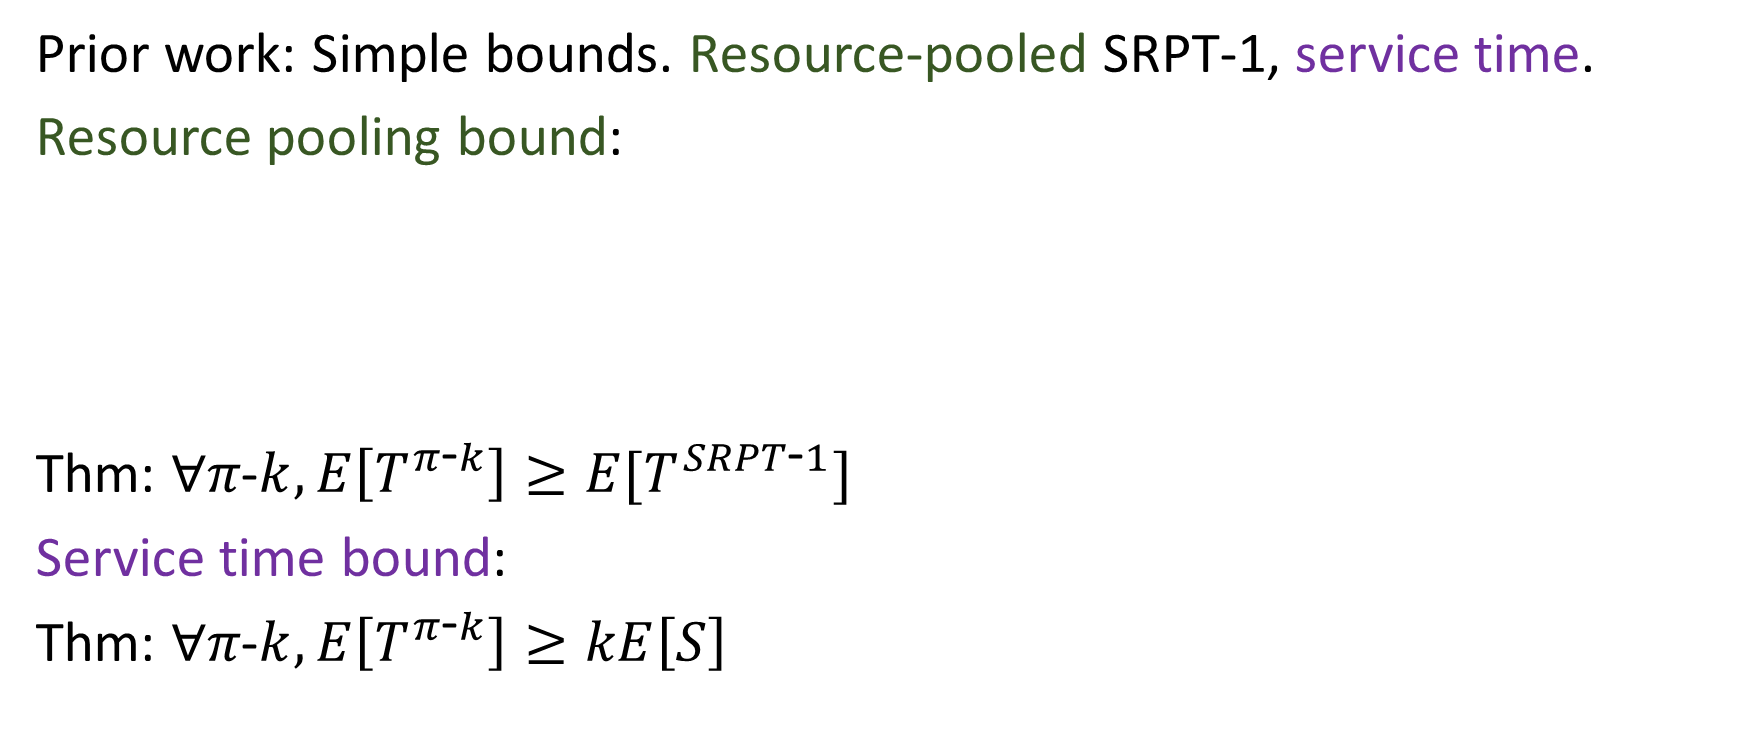 Prior work: Simple bounds. Resource-pooled SRPT-1, service time.
Resource pooling bound:
Thm: ∀π-k, E[T^{π-k}] ≥ E[T^{SRPT-1}]
Service time bound:
Thm: ∀π-k, E[T^{π-k}] ≥ kE[S]